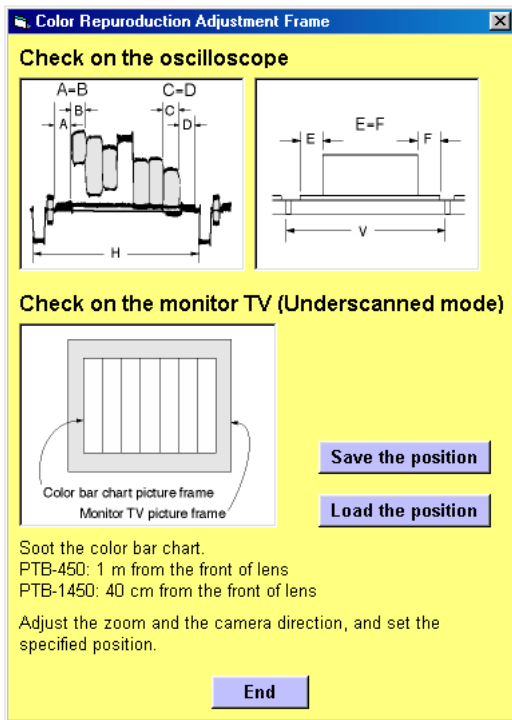 Color Repuroduction Adjustment Frame
Check on the oscilloscope
A=B
C=D
B
C
A
D
H
E=F
E
F
V
Check on the monitor TV (Underscanned mode)
Color bar chart picture frame
Monitor TV picture frame
Save the position
Load the position
Soot the color bar chart.
PTB-450: 1 m from the front of lens
PTB-1450: 40 cm from the front of lens
Adjust the zoom and the camera direction, and set the
specified position.
End